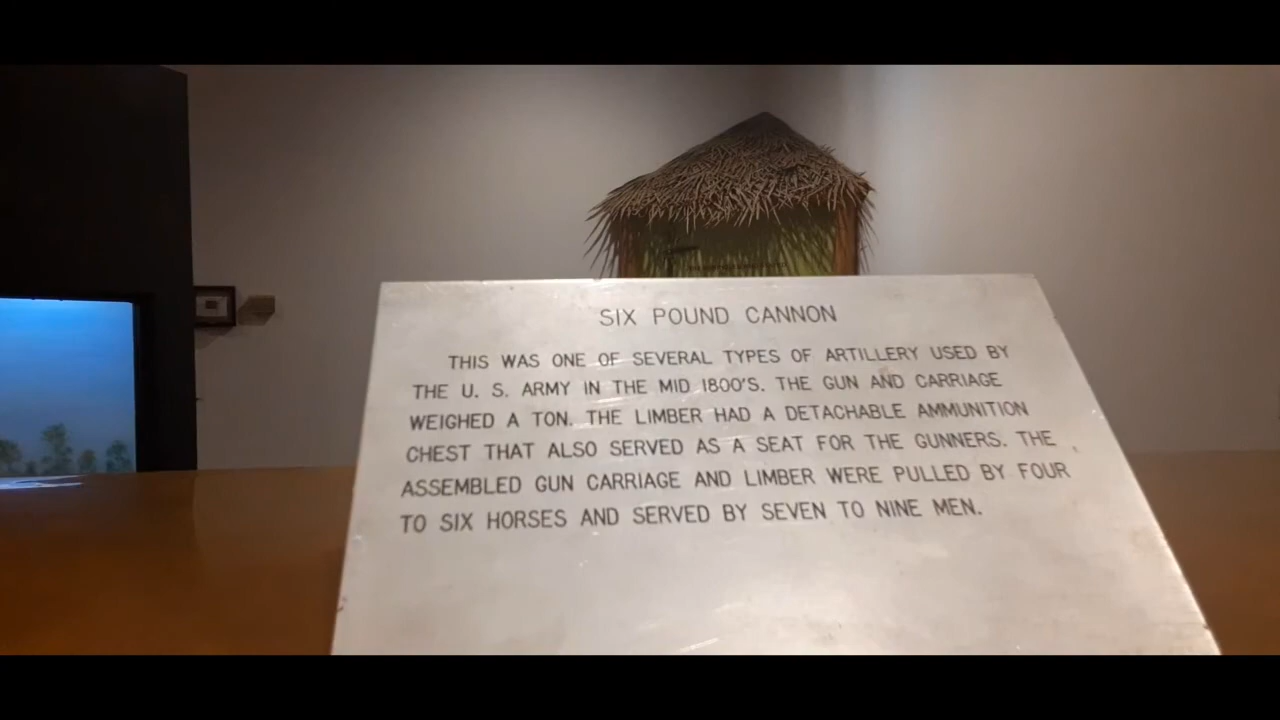 SIX POUND CANNON
THIS WAS ONE OF SEVERAL TYPES OF ARTILLERY USED BY
THE U. S. ARMY IN THE MID 1800'S. THE GUN AND CARRIAGE
WEIGHED A TON. THE LIMBER HAD A DETACHABLE AMMUNITION
CHEST THAT ALSO SERVED AS A SEAT FOR THE GUNNERS. THE
ASSEMBLED GUN CARRIAGE AND LIMBER WERE PULLED BY FOUR
TO SIX HORSES AND SERVED BY SEVEN TO NINE MEN.